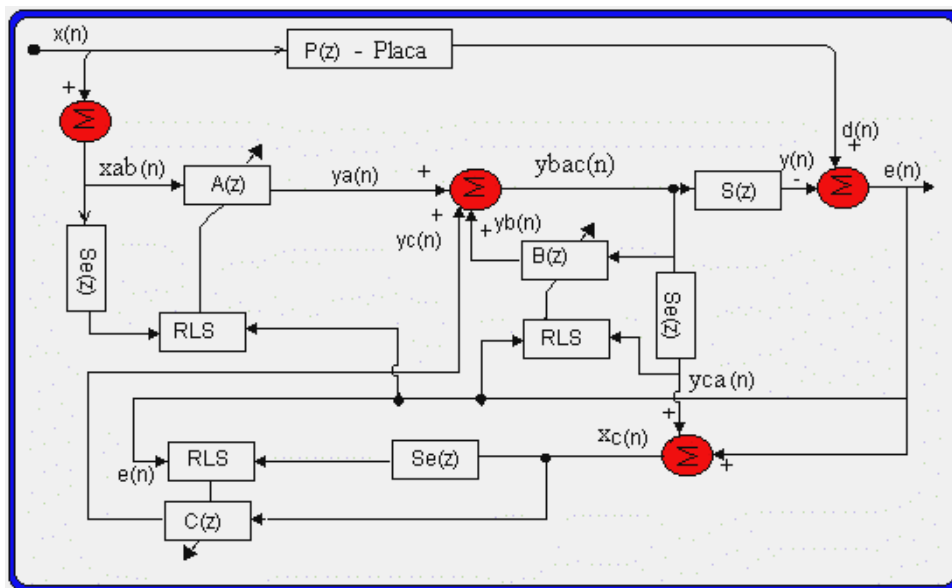 x(n)
P(z) - Placa
+
Σ
d(n)
xab(n)
A(z)
ya(n)
+
Σ
ybac(n)
S(z)
y(n)
+
-
Σ
e(n)
+
yc(n)
+
yb(n)
B(z)
Se(z)
Se(z)
RLS
RLS
yca(n)
+
xc(n)
Σ
+
RLS
Se(z)
e(n)
C(z)